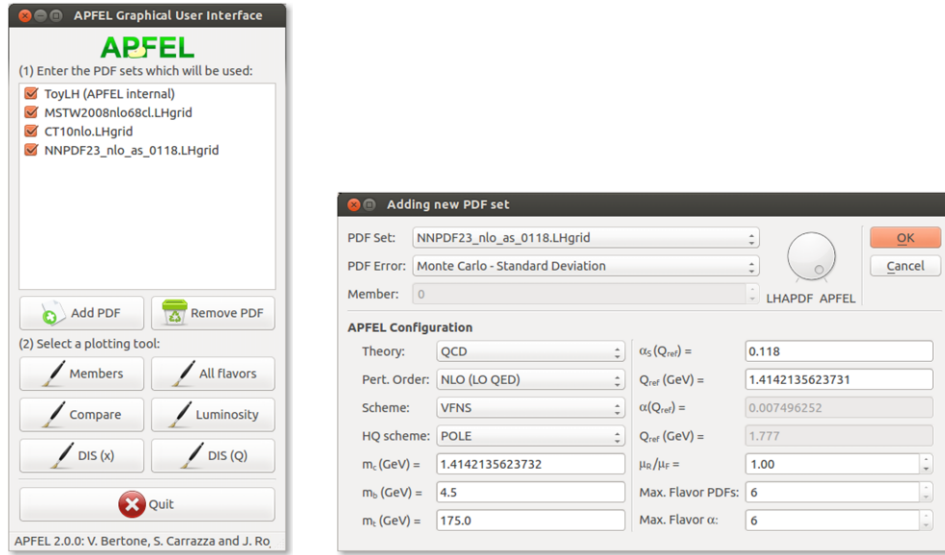 APFEL Graphical User Interface
APFEL
(1) Enter the PDF sets which will be used:
ToyLH (APFEL internal)
MSTW2008nlo68cl.LHgrid
CT10nlo.LHgrid
NNPDF23_nlo_as_0118.LHgrid
Add PDF Remove PDF
(2) Select a plotting tool:
Members All flavors
Compare Luminosity
DIS (x) DIS (Q)
Quit
APFEL 2.0.0: V. Bertone, S. Carrazza and J. Ro
Adding new PDF set
PDF Set: NNPDF23_nlo_as_0118.LHgrid OK
PDF Error: Monte Carlo - Standard Deviation Cancel
Member: 0 LHAPDF APFEL
APFEL Configuration
Theory: QCD αs(Qref) = 0.118
Pert. Order: NLO (LO QED) Qref (GeV) = 1.4142135623731
Scheme: VFNS α(Qref) = 0.007496252
HQ scheme: POLE Qref (GeV) = 1.777
mc (GeV) = 1.4142135623732 μR/μF = 1.00
mb (GeV) = 4.5 Max. Flavor PDFs: 6
mt (GeV) = 175.0 Max. Flavor α: 6